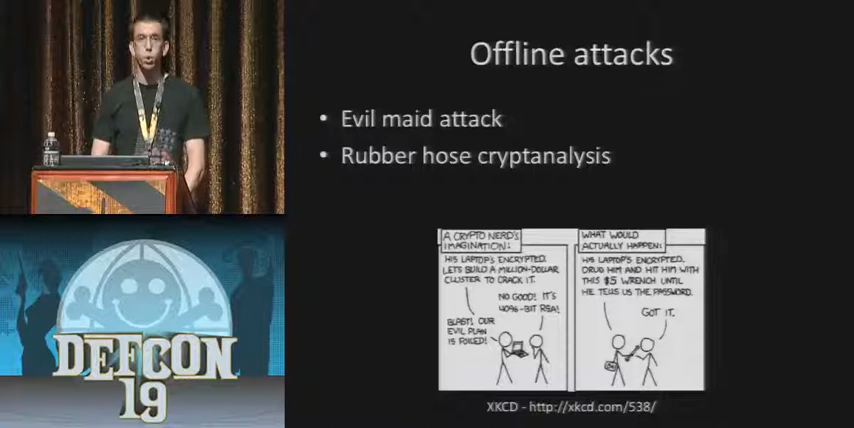 Offline attacks
• Evil maid attack
• Rubber hose cryptanalysis
A CRYPTO NERD'S
IMAGINATION:
HIS LAPTOP'S ENCRYPTED.
LET'S BUILD A MILLION-DOLLAR
CLUSTER TO CRACK IT.
NO GOOD! IT'S
4096-BIT RSA!
BLAST! OUR
EVIL PLAN
IS FOILED!
WHAT WOULD
ACTUALLY HAPPEN:
HIS LAPTOP'S ENCRYPTED.
DRUG HIM AND HIT HIM WITH
THIS $5 WRENCH UNTIL
HE TELLS US THE PASSWORD.
GOT IT.
XKCD - http://xkcd.com/538/
DEFCON
19